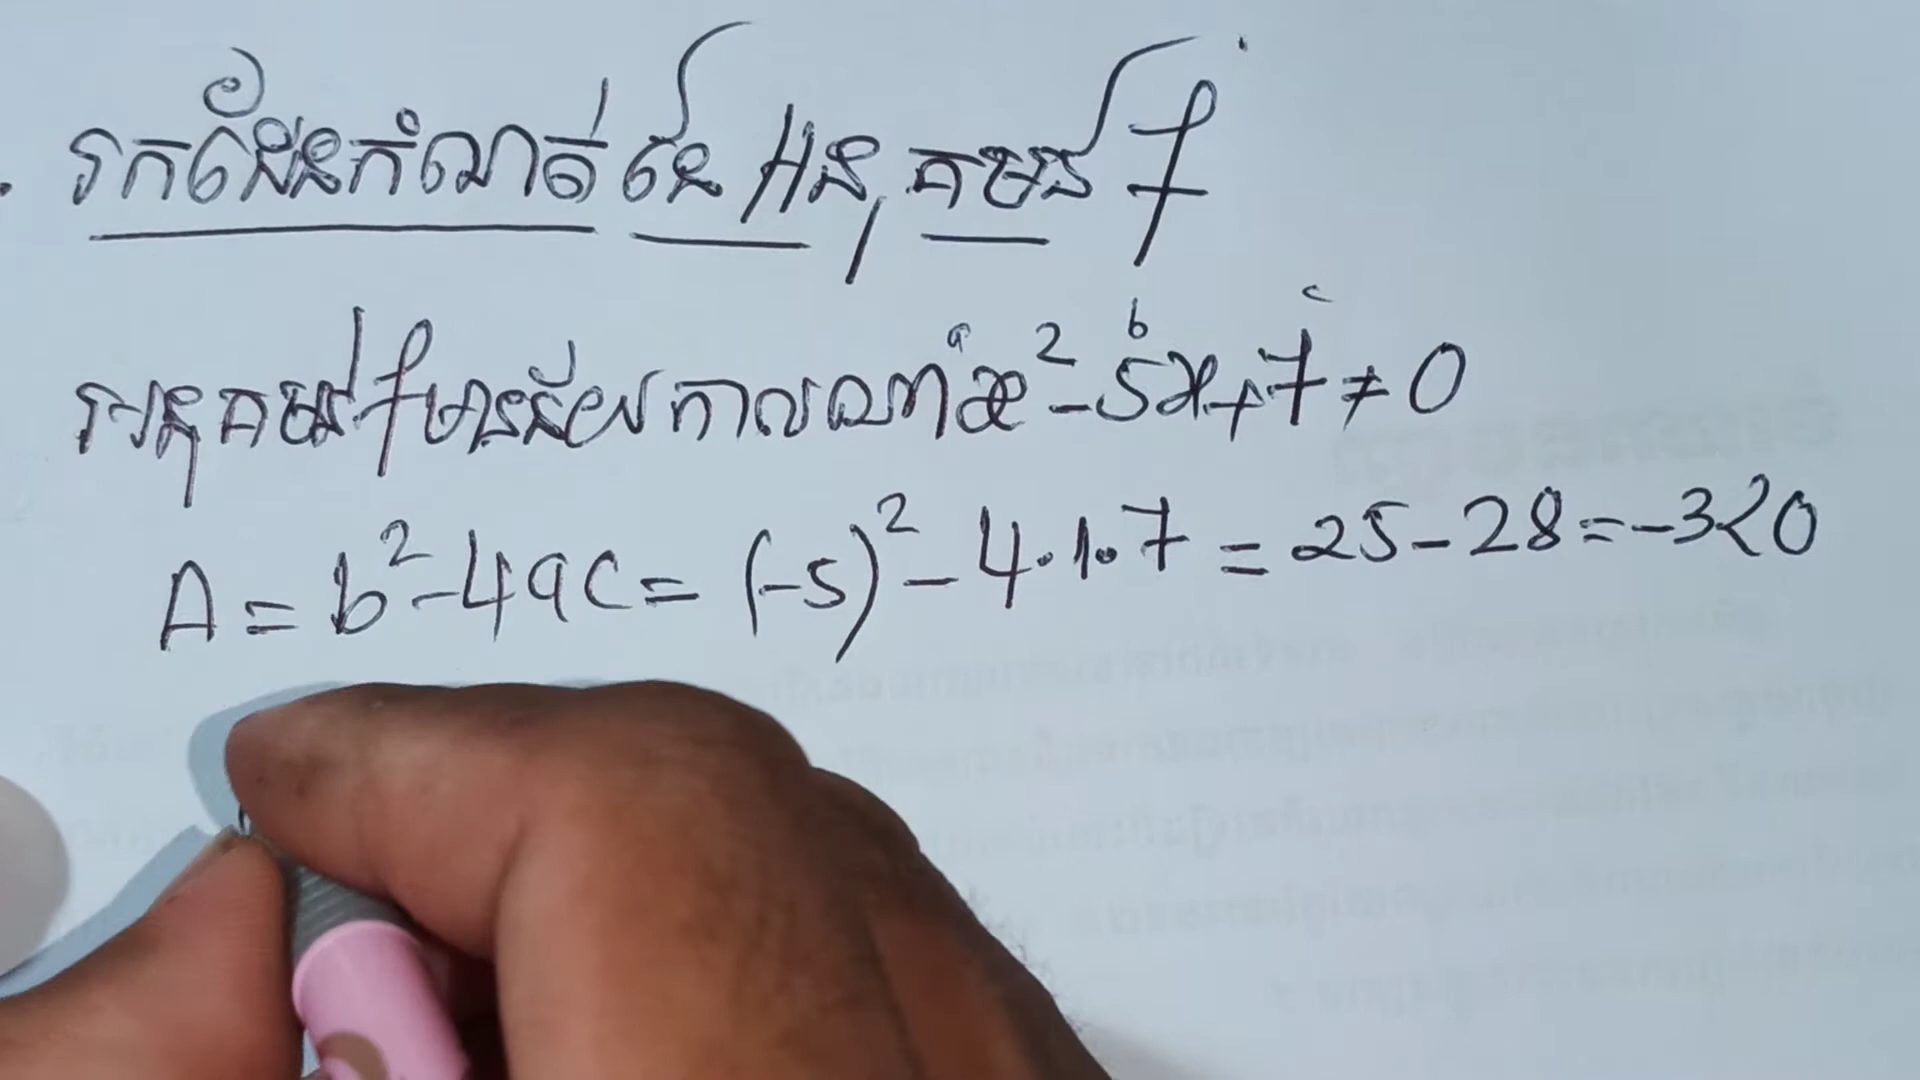 រកដែនកំណត់ នៃ អនុគមន៍ f
អនុគមន៍ f មានន័យកាលណា x² - 5x + 7 ≠ 0
a b c
Δ = b² - 4ac = (-5)² - 4·1·7 = 25 - 28 = -3 < 0